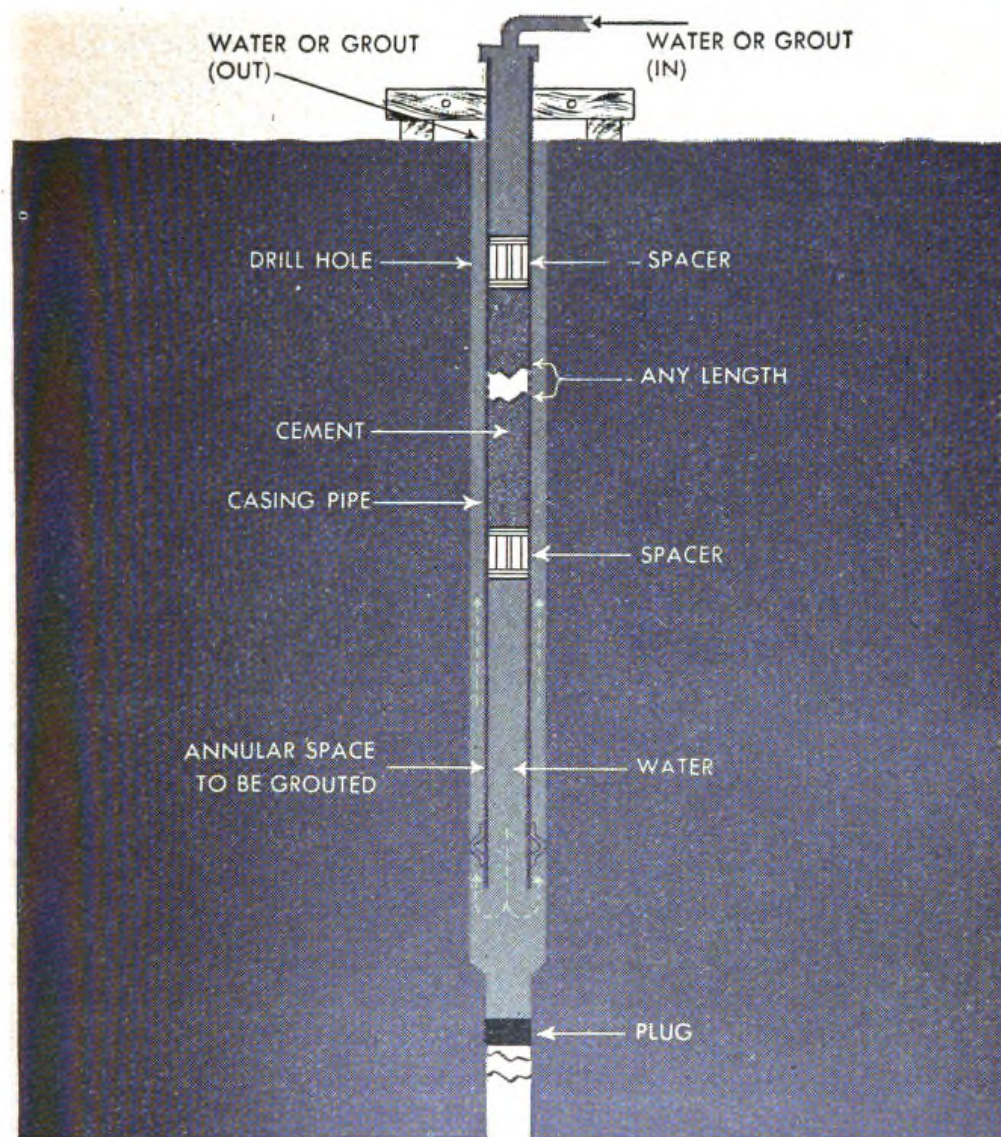 WATER OR GROUT
(OUT)
WATER OR GROUT
(IN)
DRILL HOLE
SPACER
ANY LENGTH
CEMENT
CASING PIPE
SPACER
ANNULAR SPACE
TO BE GROUTED
WATER
PLUG